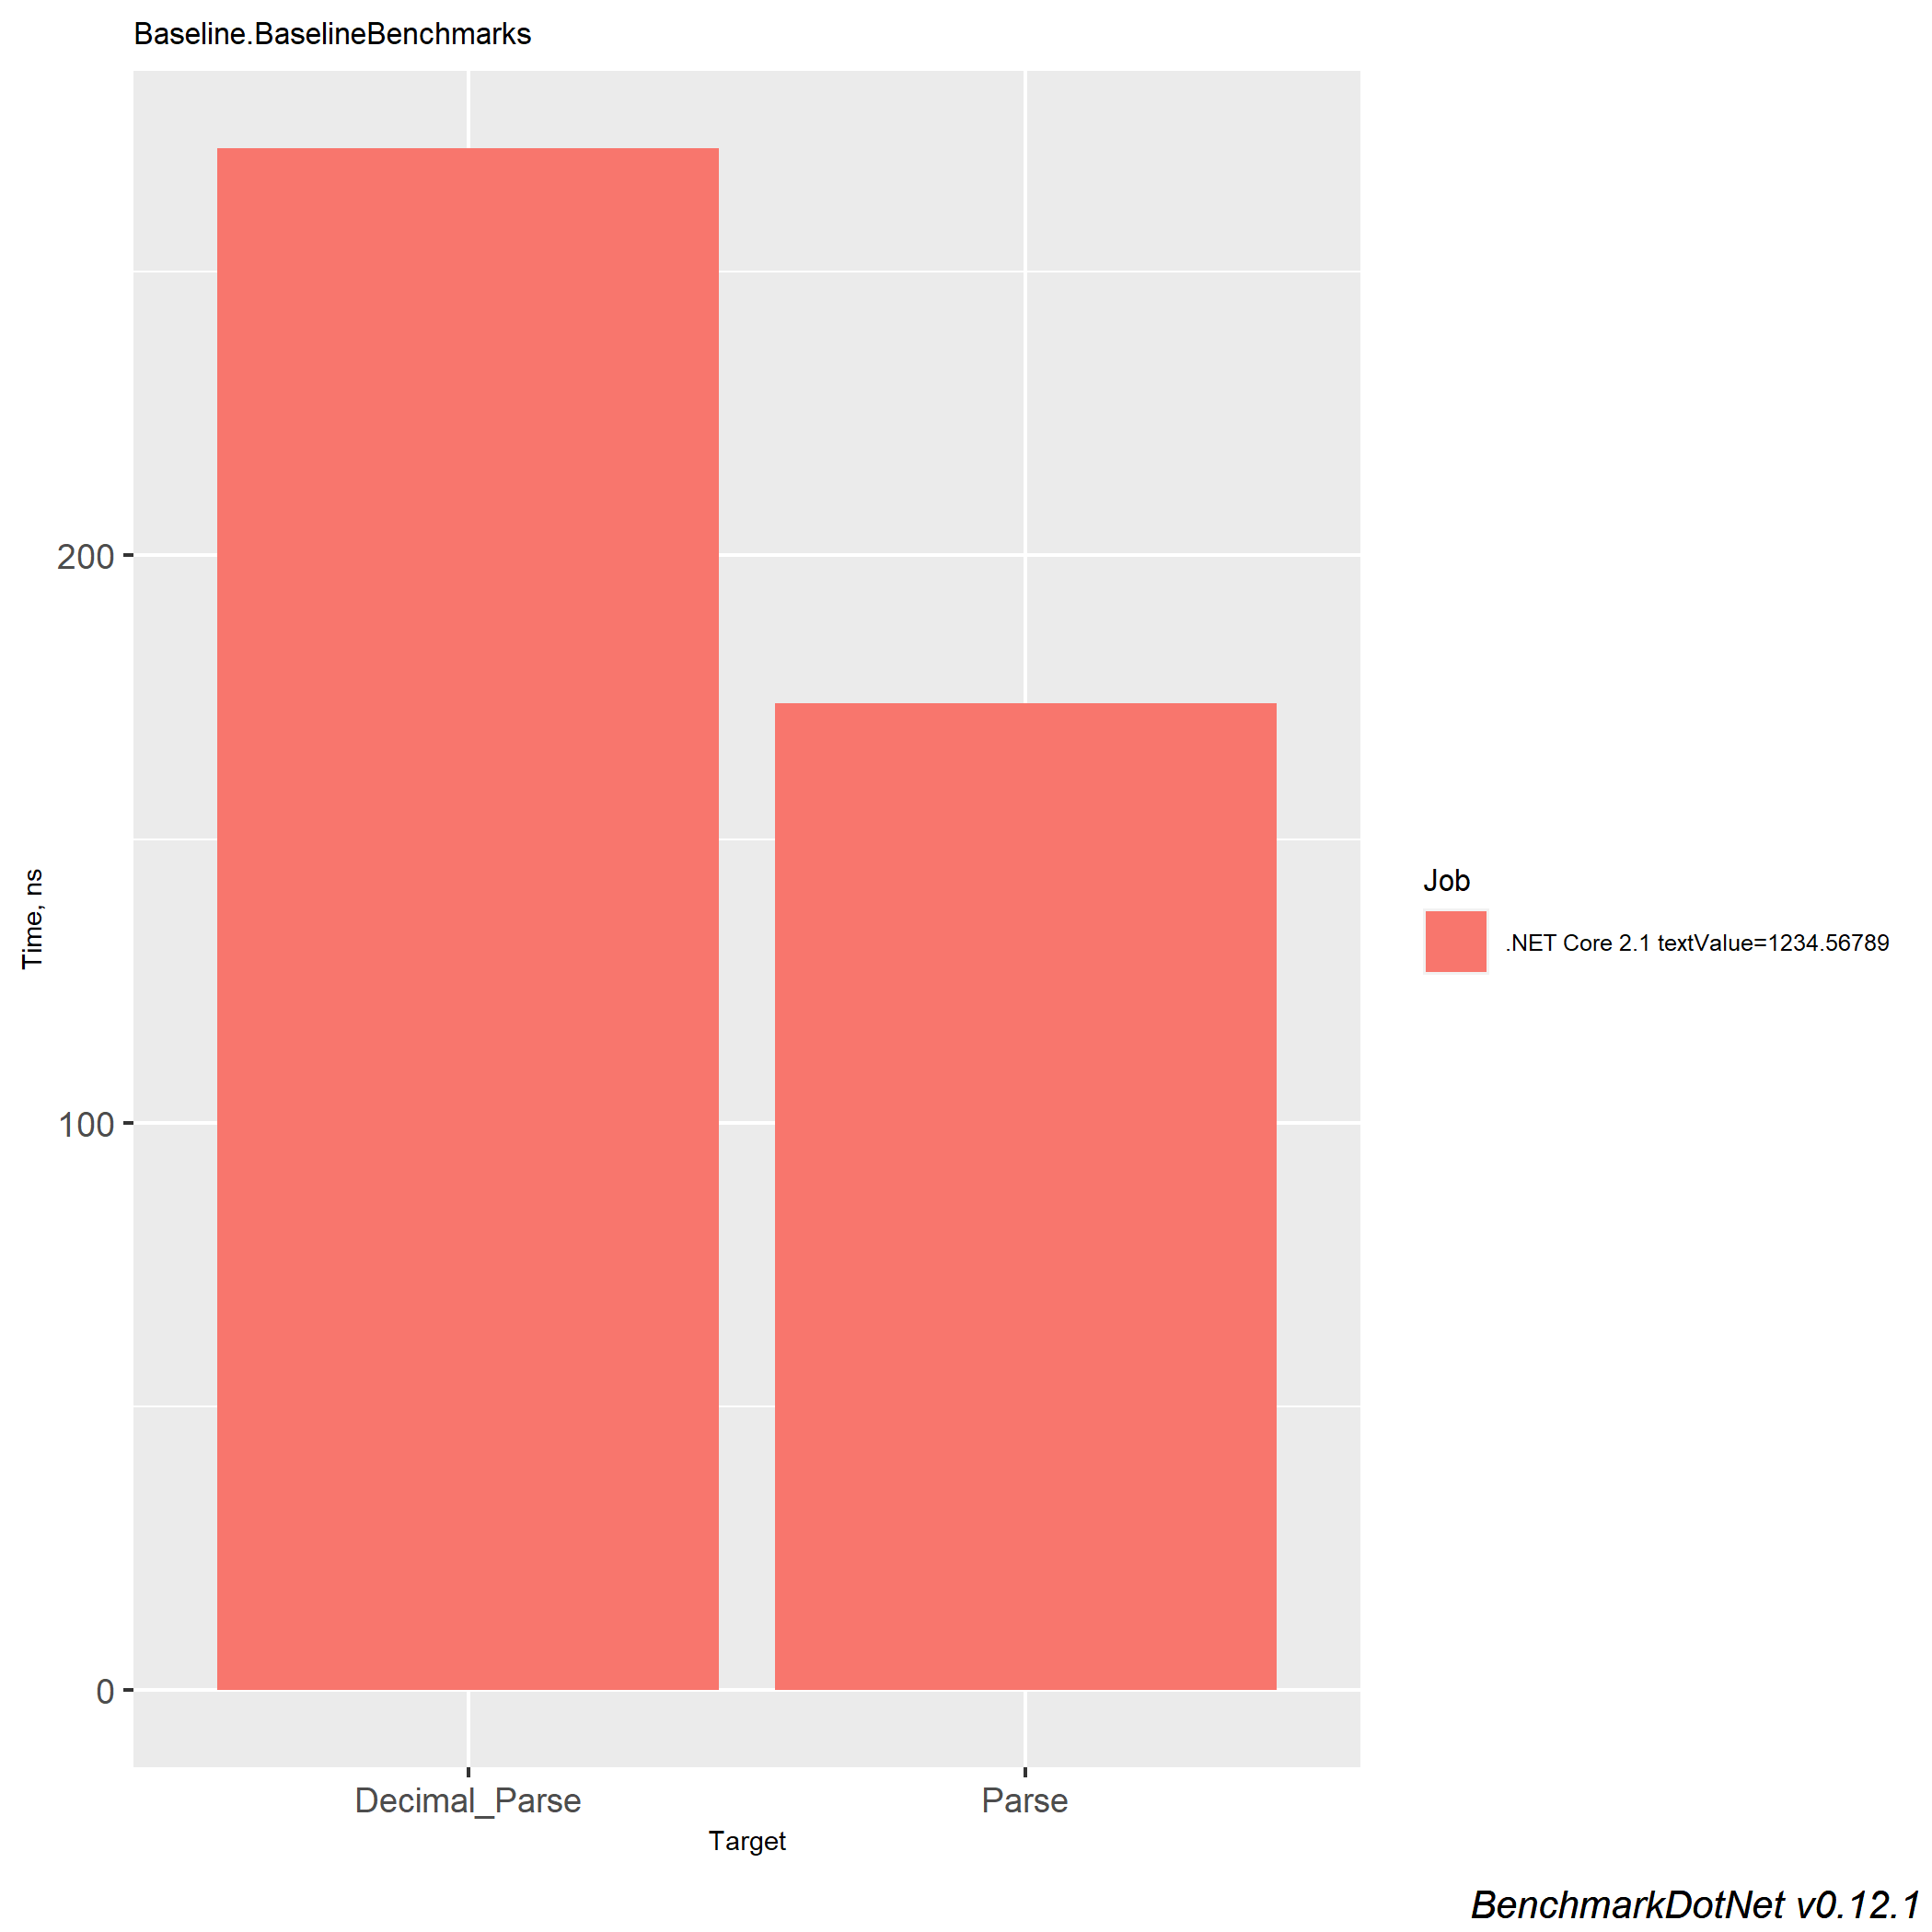 Baseline.BaselineBenchmarks
Time, ns
200
100
0
Decimal_Parse
Parse
Target
Job
.NET Core 2.1 textValue=1234.56789
BenchmarkDotNet v0.12.1